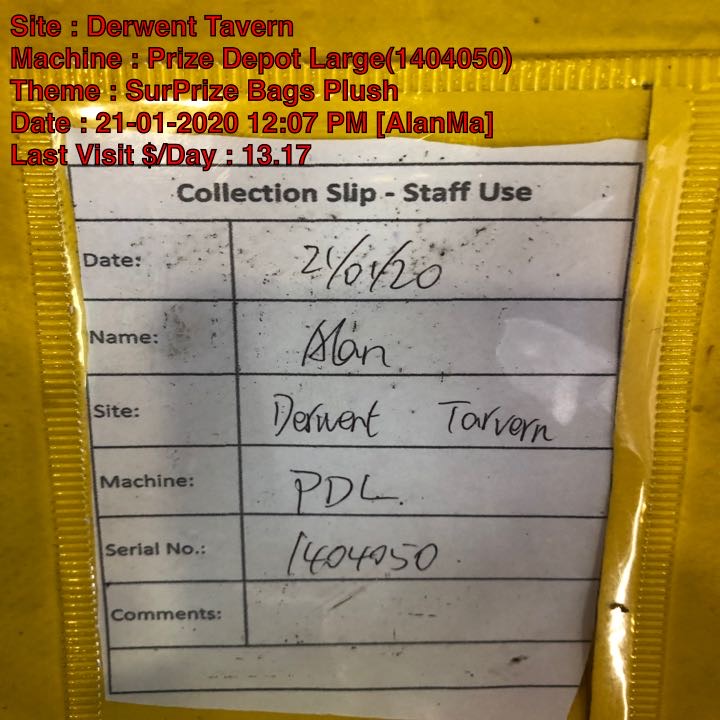 Site : Derwent Tavern
Machine : Prize Depot Large(1404050)
Theme : SurPrize Bags Plush
Date : 21-01-2020 12:07 PM [AlanMa]
Last Visit $/Day : 13.17
Collection Slip - Staff Use
Date: 21/01/20
Name: Alan
Site: Derwent Tarvern
Machine: PDL
Serial No.: 1404050
Comments: